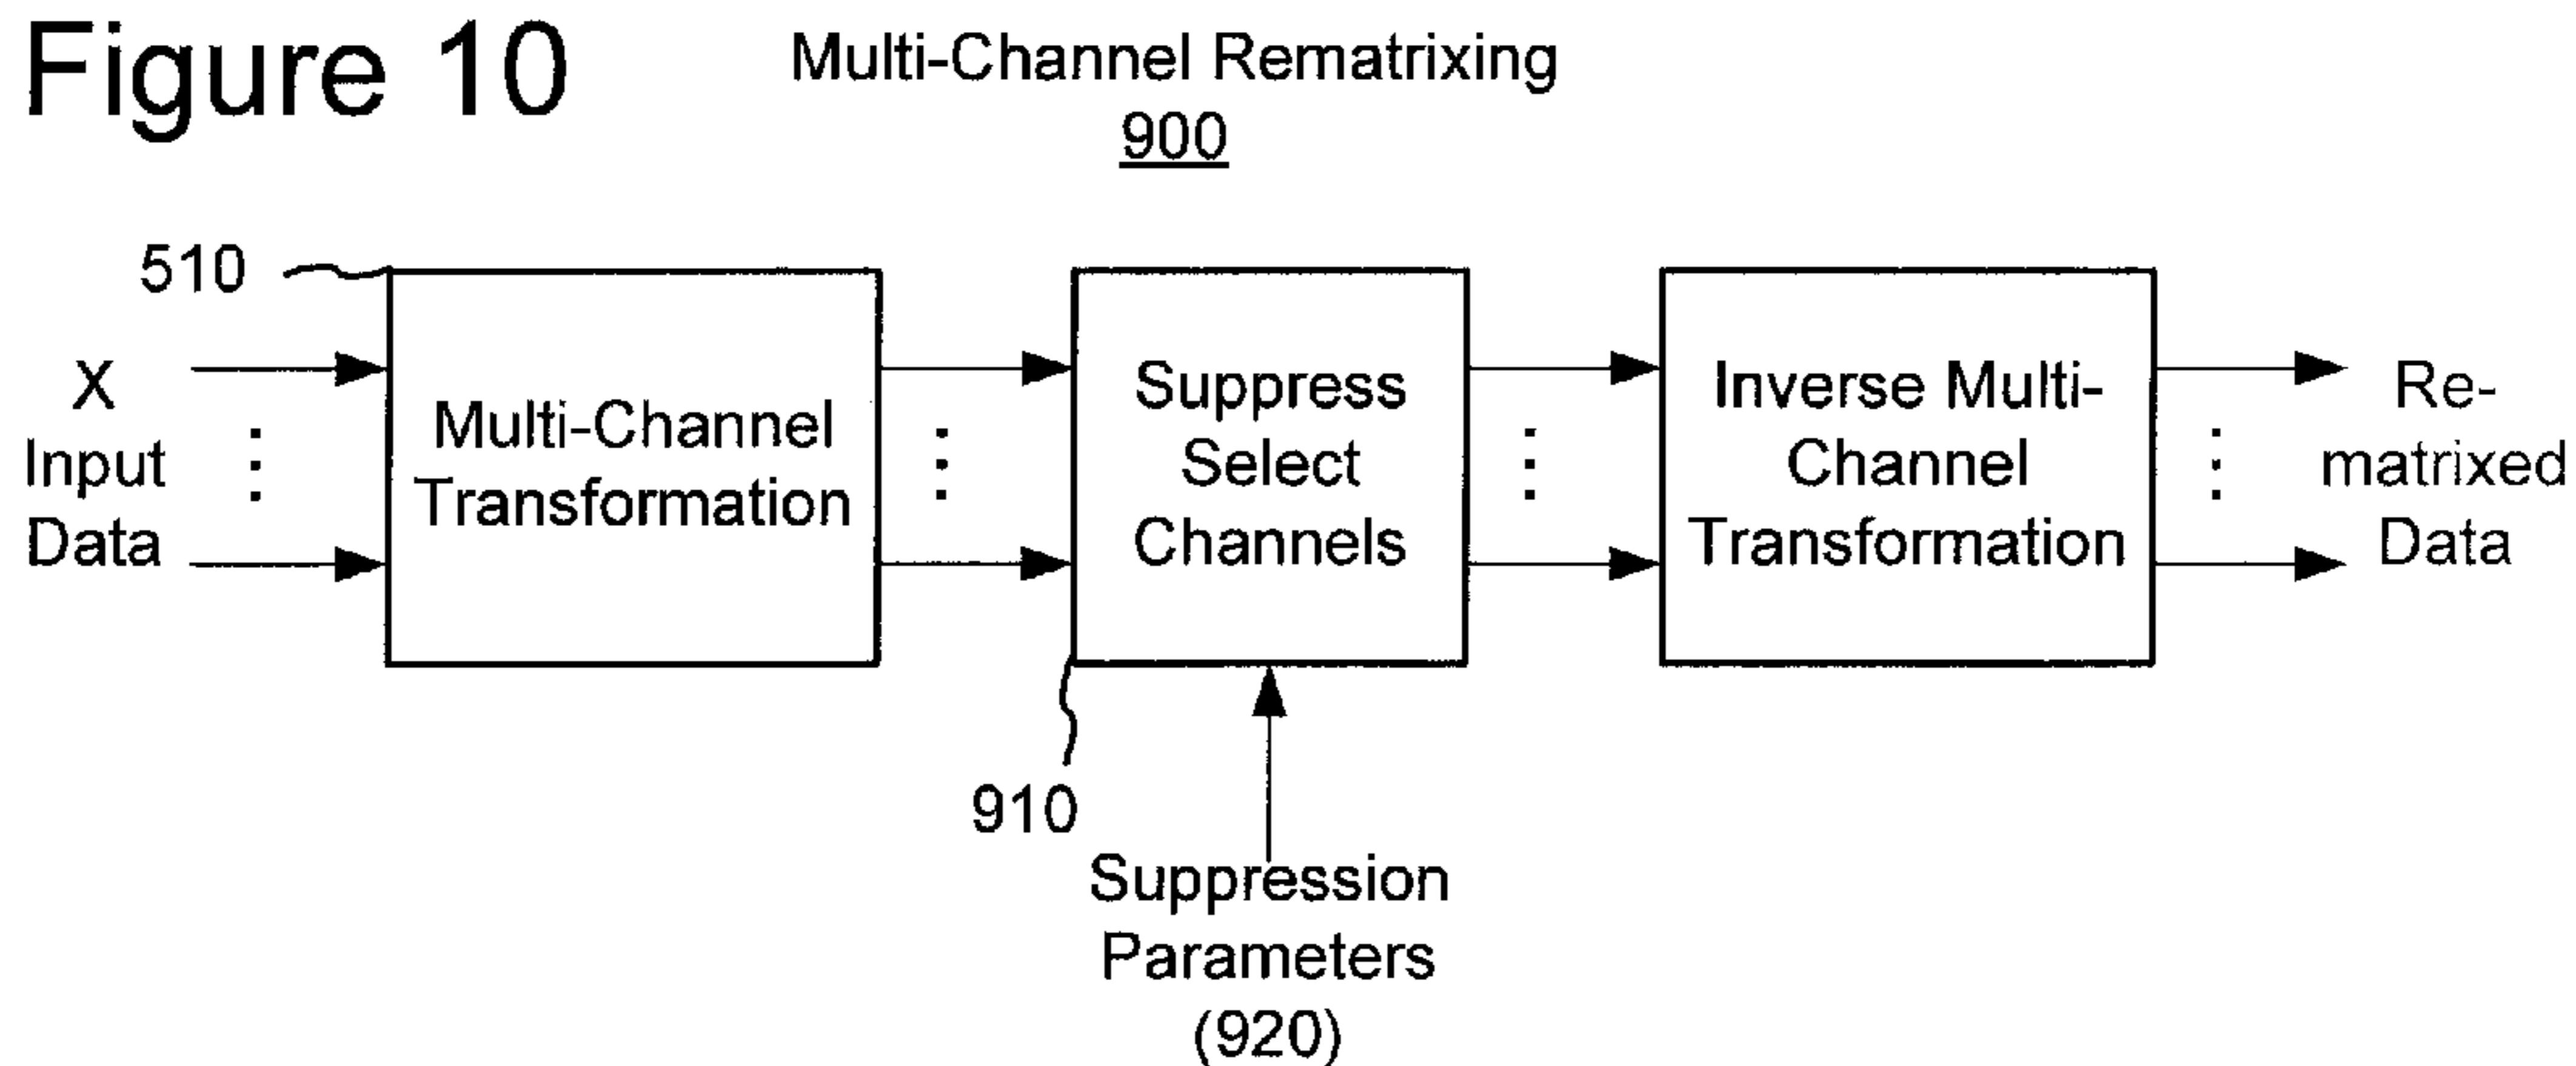 Figure 10
Multi-Channel Rematrixing
900
510
X
Input
Data
Multi-Channel
Transformation
Suppress
Select
Channels
Inverse Multi-
Channel
Transformation
Re-
matrixed
Data
910
Suppression
Parameters
(920)